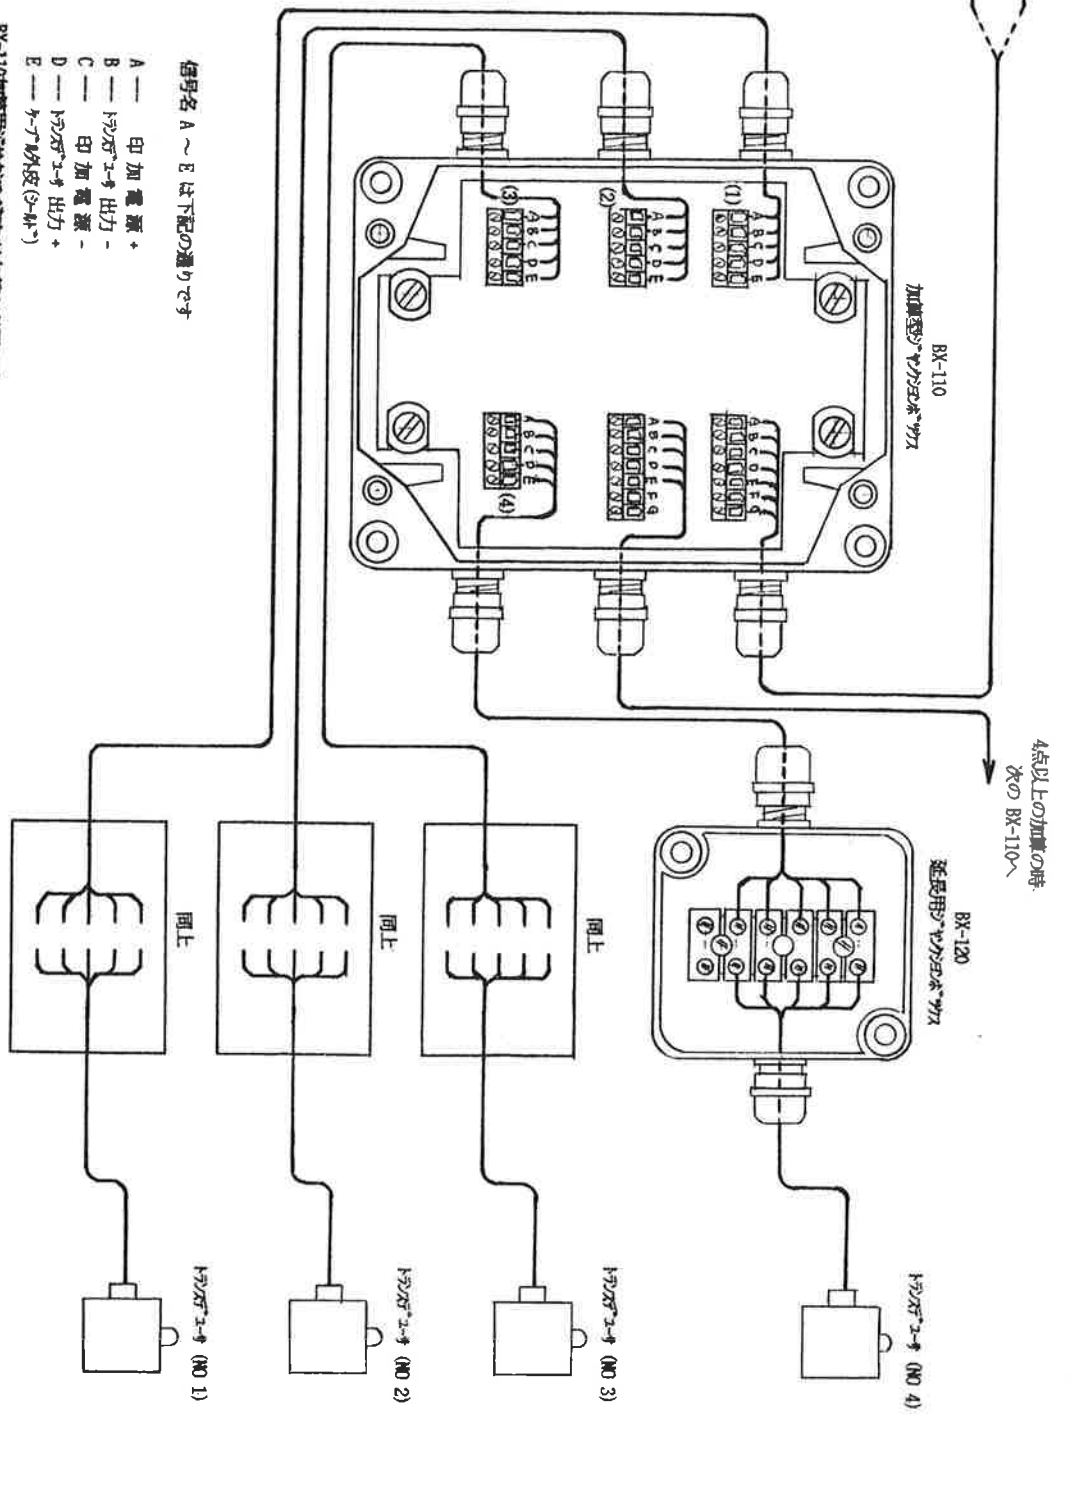 4点以上の加算の時
次の BX-110へ
BX-110
加算型ジャンクションボックス
BX-120
延長用ジャンクションボックス
(1)
A B C D E
(2)
A B C D E
(3)
A B C D E
A B C D E F G
A B C D E F G
A B C D E
(4)
同上
同上
同上
トランスデューサ (NO 4)
トランスデューサ (NO 3)
トランスデューサ (NO 2)
トランスデューサ (NO 1)
信号名 A ～ E は下記の通りです
A ── 印加電源 +
B ── トランスデューサ 出力 -
C ── 印加電源 -
D ── トランスデューサ 出力 +
E ── ケーブル外皮(シールド)